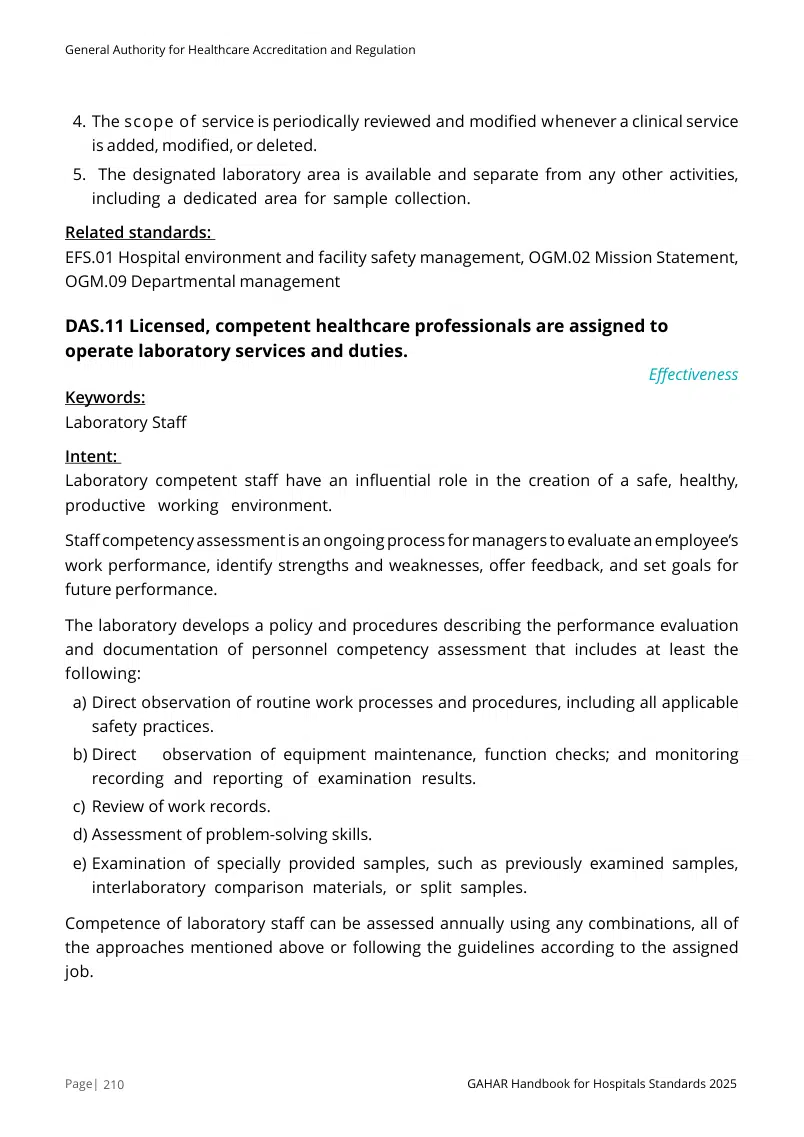 General Authority for Healthcare Accreditation and Regulation
4. The scope of service is periodically reviewed and modified whenever a clinical service
is added, modified, or deleted.
5. The designated laboratory area is available and separate from any other activities,
including a dedicated area for sample collection.
Related standards:
EFS.01 Hospital environment and facility safety management, OGM.02 Mission Statement,
OGM.09 Departmental management
DAS.11 Licensed, competent healthcare professionals are assigned to
operate laboratory services and duties.
Effectiveness
Keywords:
Laboratory Staff
Intent:
Laboratory competent staff have an influential role in the creation of a safe, healthy,
productive working environment.
Staff competency assessment is an ongoing process for managers to evaluate an employee’s
work performance, identify strengths and weaknesses, offer feedback, and set goals for
future performance.
The laboratory develops a policy and procedures describing the performance evaluation
and documentation of personnel competency assessment that includes at least the
following:
a) Direct observation of routine work processes and procedures, including all applicable
safety practices.
b) Direct observation of equipment maintenance, function checks; and monitoring
recording and reporting of examination results.
c) Review of work records.
d) Assessment of problem-solving skills.
e) Examination of specially provided samples, such as previously examined samples,
interlaboratory comparison materials, or split samples.
Competence of laboratory staff can be assessed annually using any combinations, all of
the approaches mentioned above or following the guidelines according to the assigned
job.
Page| 210
GAHAR Handbook for Hospitals Standards 2025